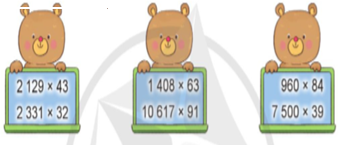 2 129 × 43
2 331 × 32
1 408 × 63
10 617 × 91
960 × 84
7 500 × 39